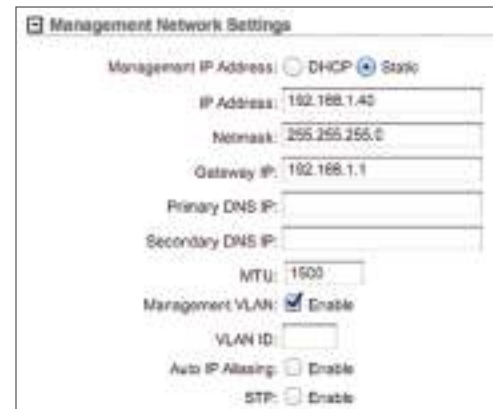 Management Network Settings
Management IP Address: DHCP Static
IP Address: 192.168.1.40
Netmask: 255.255.255.0
Gateway IP: 192.168.1.1
Primary DNS IP:
Secondary DNS IP:
MTU: 1500
Management VLAN: Enable
VLAN ID:
Auto IP Aliasing: Enable
STP: Enable